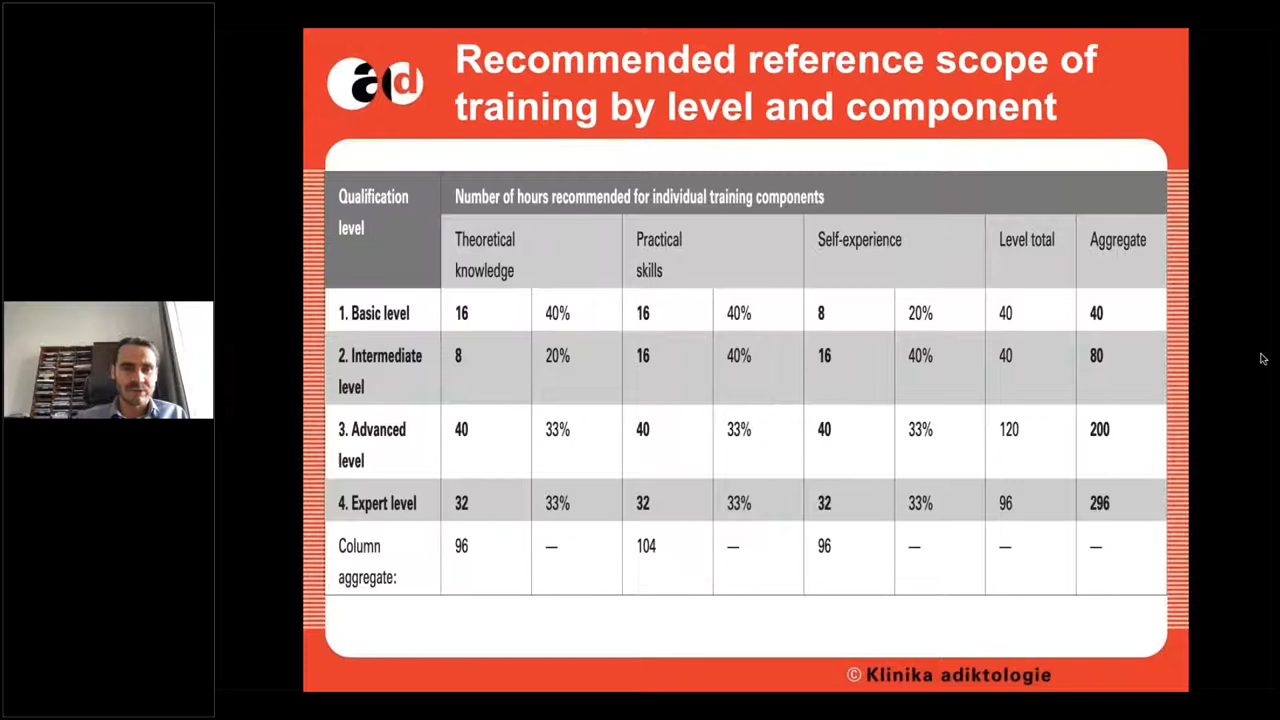 ad
Recommended reference scope of
training by level and component
Qualification
level
Number of hours recommended for individual training components
Theoretical
knowledge
Practical
skills
Self-experience
Level total
Aggregate
1. Basic level 16 40% 16 40% 8 20% 40 40
2. Intermediate
level
8 20% 16 40% 16 40% 40 80
3. Advanced
level
40 33% 40 33% 40 33% 120 200
4. Expert level 32 33% 32 33% 32 33% 96 296
Column
aggregate:
96 — 104 — 96 — — —
© Klinika adiktologie